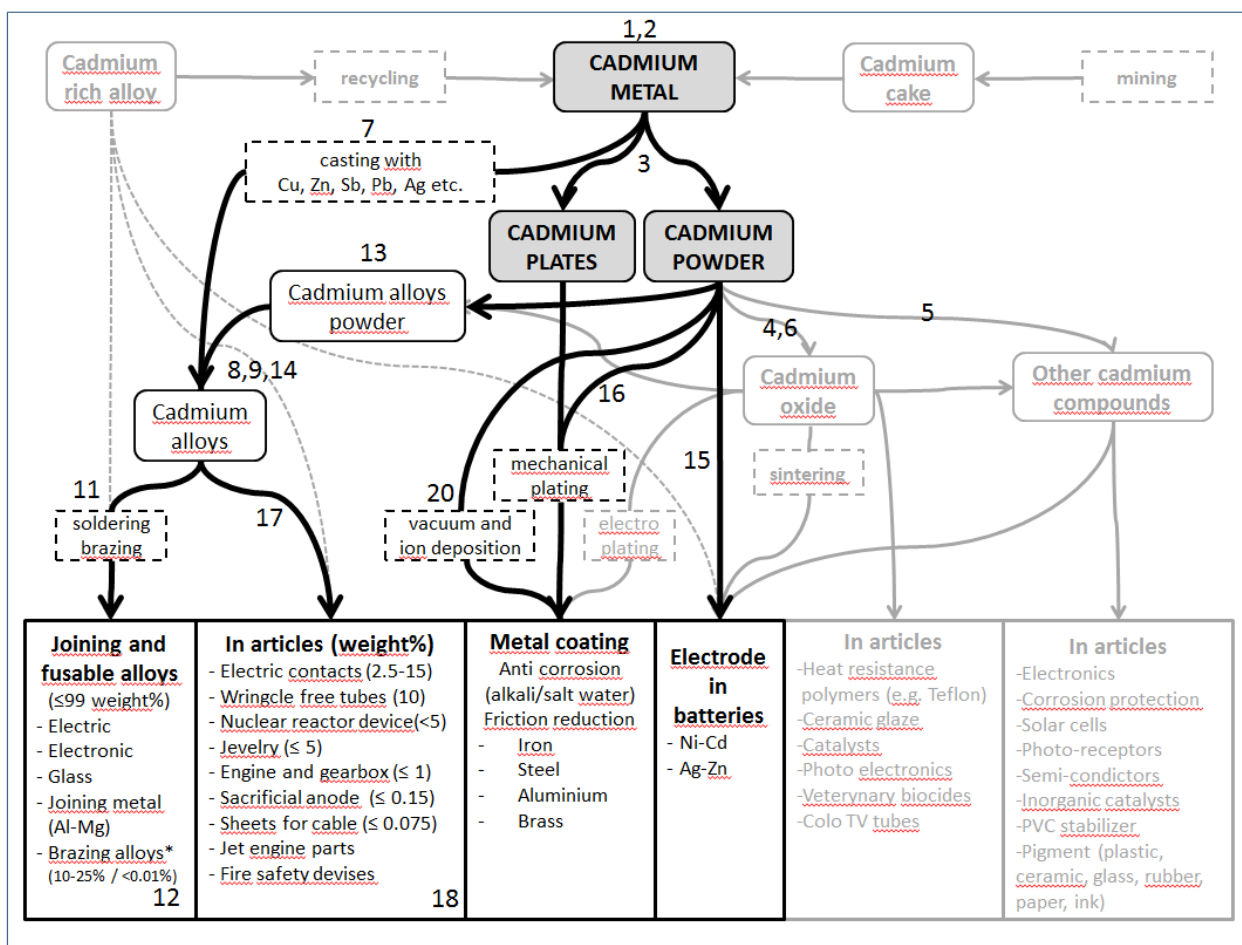 1,2
Cadmium
rich alloy
recycling
CADMIUM
METAL
Cadmium
cake
mining
7
casting with
Cu, Zn, Sb, Pb, Ag etc.
3
CADMIUM
PLATES
CADMIUM
POWDER
13
Cadmium alloys
powder
4,6
5
8,9,14
16
Cadmium
oxide
Other cadmium
compounds
Cadmium
alloys
11
soldering
brazing
17
20
vacuum and
ion deposition
mechanical
plating
electro
plating
15
sintering
Joining and
fusable alloys
(≤99 weight%)
- Electric
- Electronic
- Glass
- Joining metal
(Al-Mg)
- Brazing alloys*
(10-25% / <0.01%)
12
In articles (weight%)
- Electric contacts (2.5-15)
- Wringcle free tubes (10)
- Nuclear reactor device(<5)
- Jevelry (≤ 5)
- Engine and gearbox (≤ 1)
- Sacrificial anode (≤ 0.15)
- Sheets for cable (≤ 0.075)
- Jet engine parts
- Fire safety devises
18
Metal coating
Anti corrosion
(alkali/salt water)
Friction reduction
- Iron
- Steel
- Aluminium
- Brass
Electrode
in
batteries
- Ni-Cd
- Ag-Zn
In articles
-Heat resistance
polymers (e.g. Teflon)
-Ceramic glaze
-Catalysts
-Photo electronics
-Veterynary biocides
-Colo TV tubes
In articles
-Electronics
-Corrosion protection
-Solar cells
-Photo-receptors
-Semi-condictors
-Inorganic catalysts
-PVC stabilizer
-Pigment (plastic,
ceramic, glass, rubber,
paper, ink)